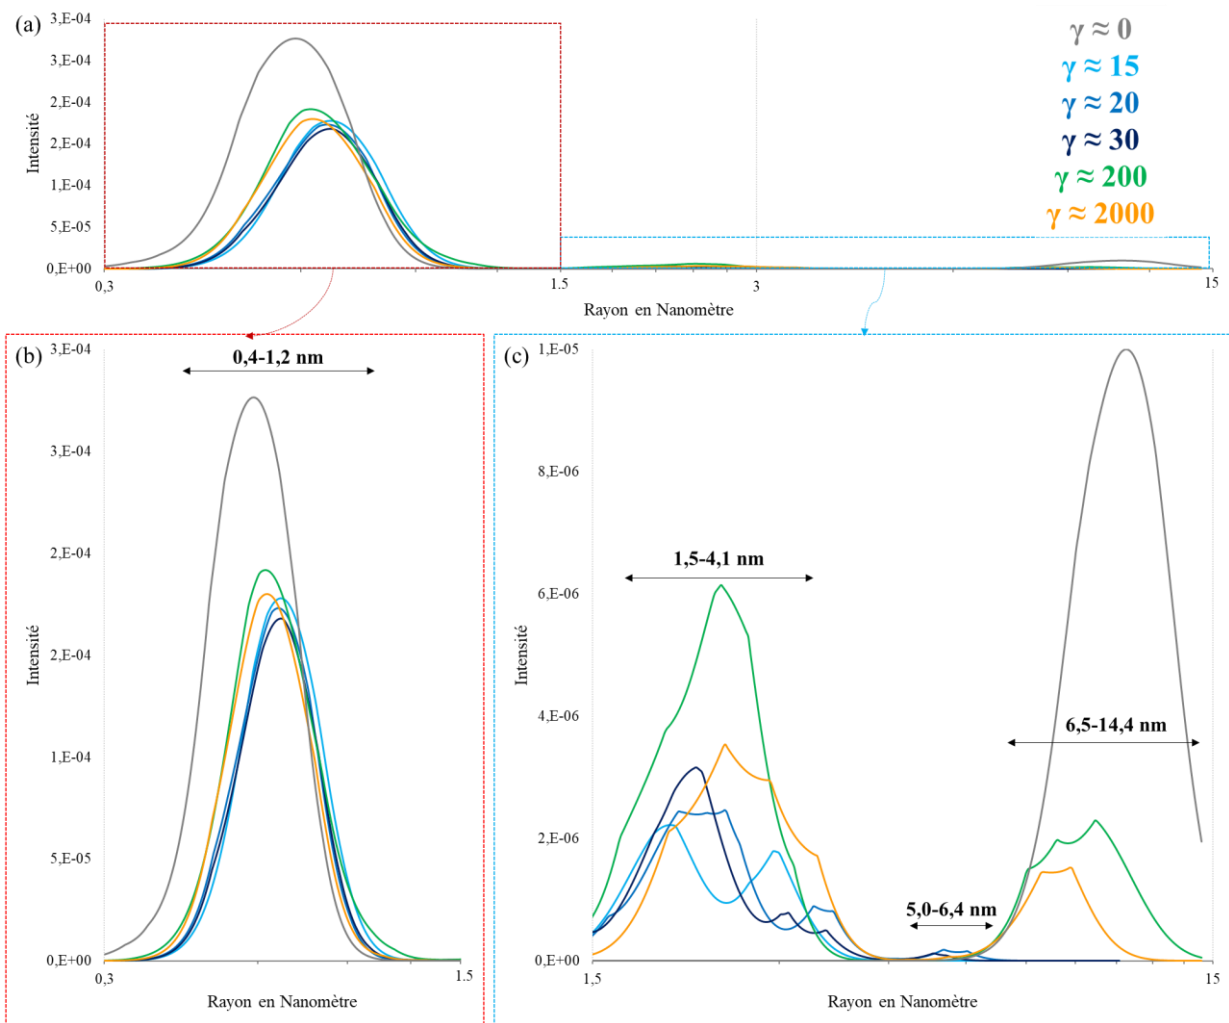 (a)
3,E-04
3,E-04
2,E-04
2,E-04
1,E-04
5,E-05
0,E+00
Intensité
0,3
1.5
3
15
Rayon en Nanomètre
γ ≈ 0
γ ≈ 15
γ ≈ 20
γ ≈ 30
γ ≈ 200
γ ≈ 2000
(b)
0,4-1,2 nm
3,E-04
3,E-04
2,E-04
2,E-04
1,E-04
5,E-05
0,E+00
Intensité
0,3
1.5
Rayon en Nanomètre
(c)
1,E-05
8,E-06
6,E-06
4,E-06
2,E-06
0,E+00
Intensité
1,5-4,1 nm
5,0-6,4 nm
6,5-14,4 nm
1,5
15
Rayon en Nanomètre